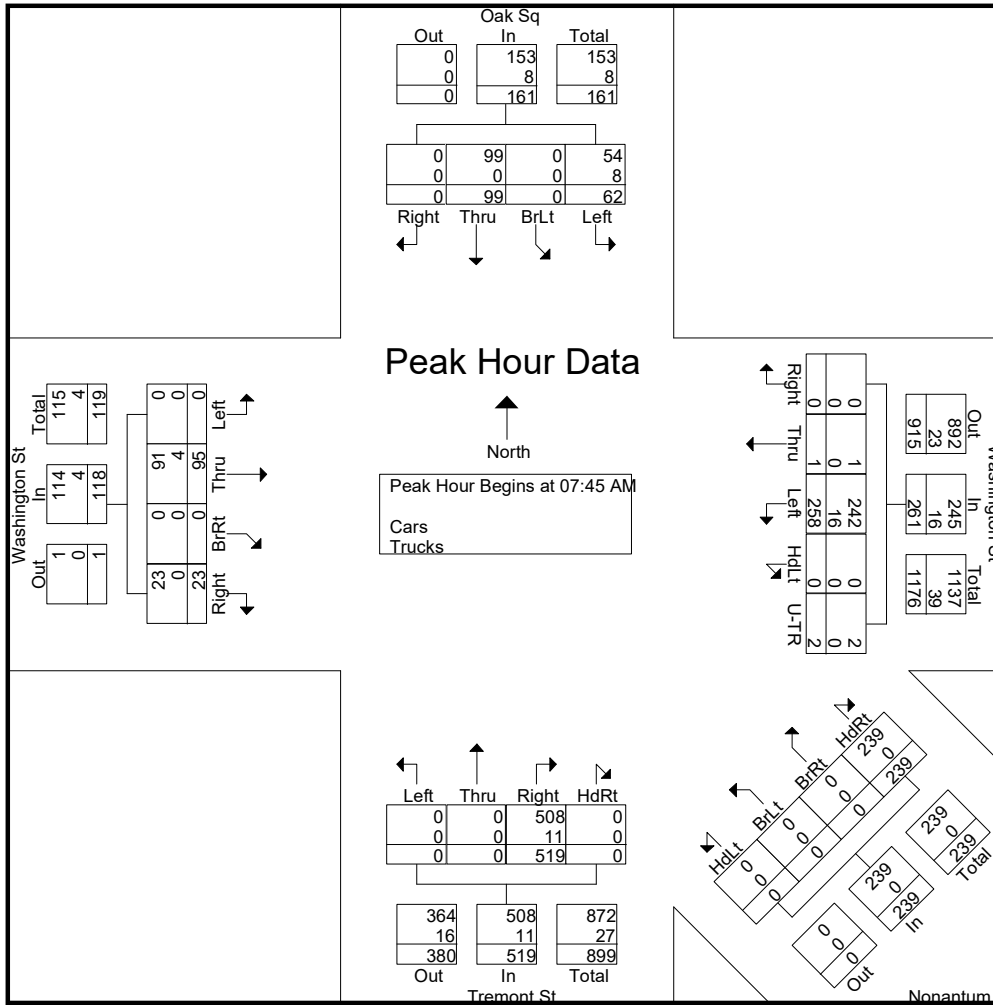 Oak Sq
Out In Total
0 153 153
0 8 8
0 161 161
0 99 0 54
0 0 0 8
0 99 0 62
Right Thru BrLt Left
Peak Hour Data
North
Peak Hour Begins at 07:45 AM
Cars
Trucks
Washington St
Total In Out
115 114 1
4 4 0
119 118 1
0 91 0 23
0 4 0 0
0 95 0 23
Left Thru BrRt Right
Washington St
Out In Total
892 245 1137
23 16 39
915 261 1176
0 1 242 0 2
0 0 16 0 0
0 1 258 0 2
Right Thru Left HdLt U-TR
Left Thru Right HdRt
0 0 508 0
0 0 11 0
0 0 519 0
364 508 872
16 11 27
380 519 899
Out In Total
Tremont St
HdLt BrLt BrRt HdRt
0 0 0 239
0 0 0 0
0 0 0 239
0 239 239
0 0 0
0 239 239
Out In Total
Nonantum